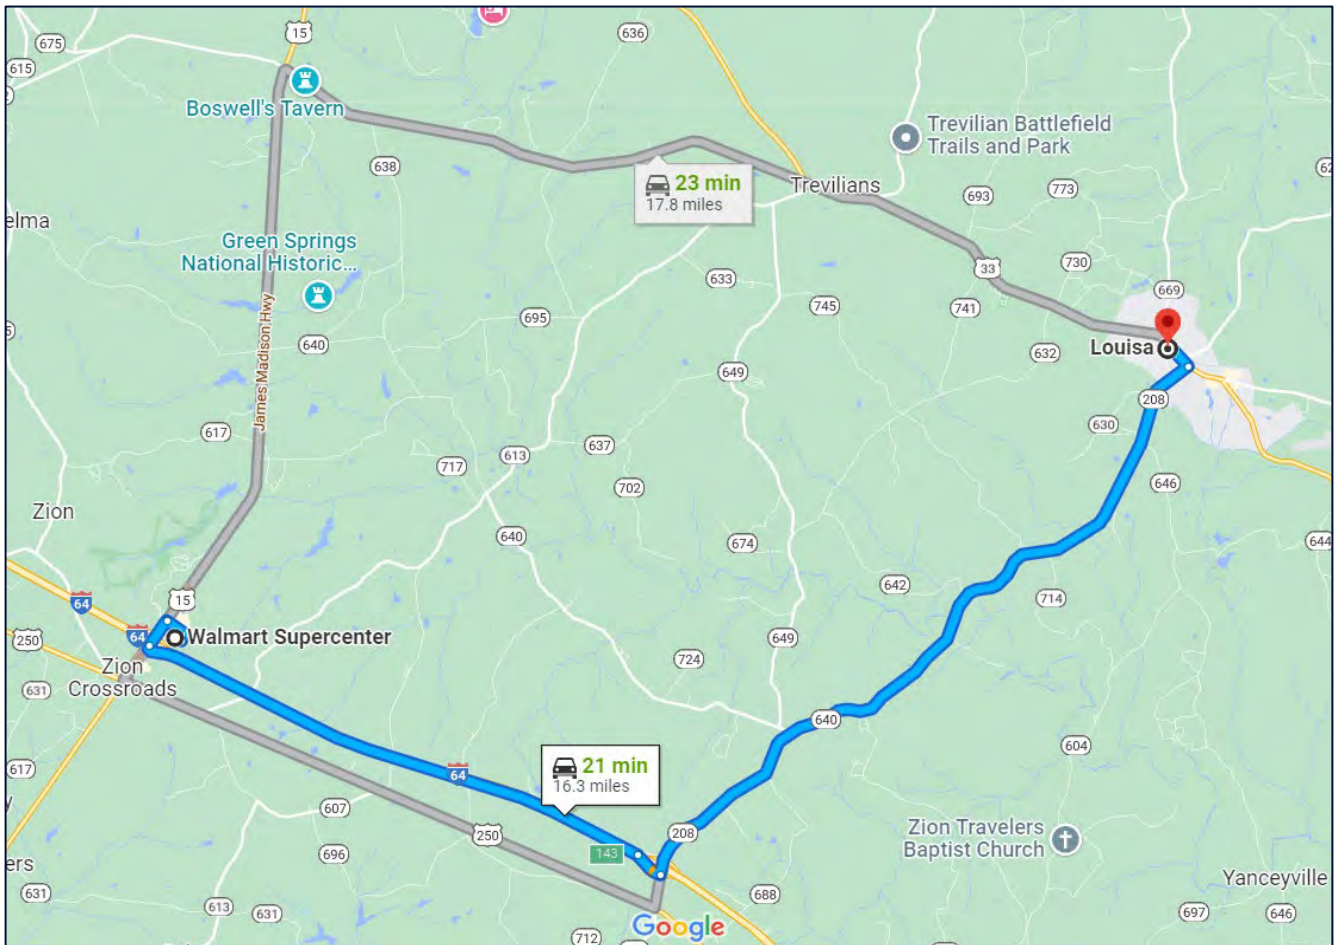 15
636
675
615
Boswell's Tavern
638
Trevilian Battlefield
Trails and Park
23 min
17.8 miles
Trevilians
693
773
62
elma
Green Springs
National Historic...
633
33
730
669
695
745
741
640
James Madison Hwy
649
632
Louisa
208
617
630
637
613
717
702
646
Zion
640
674
644
642
64
15
714
64
Walmart Supercenter
250
649
Zion
Crossroads
724
631
640
604
617
64
21 min
16.3 miles
607
250
208
Zion Travelers
Baptist Church
143
696
ers
Yanceyville
631
613
631
688
697
646
Google
712